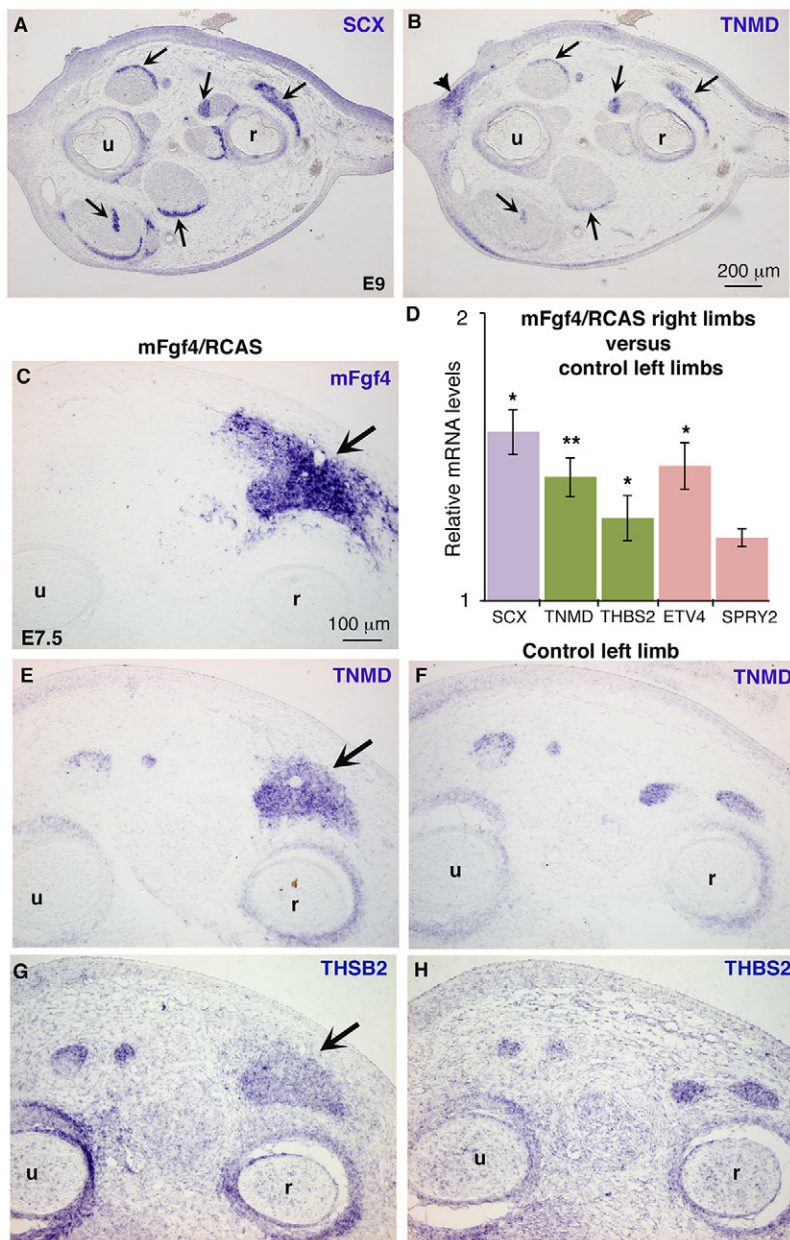 A
SCX
u
r
E9
B
TNMD
u
r
200 µm
mFgf4/RCAS
C
mFgf4
u
r
E7.5
100 µm
D
mFgf4/RCAS right limbs
versus
control left limbs
Relative mRNA levels
2
1
*
**
*
*
SCX TNMD THBS2 ETV4 SPRY2
Control left limb
E
TNMD
u
r
F
TNMD
u
r
G
THSB2
u
r
H
THBS2
u
r